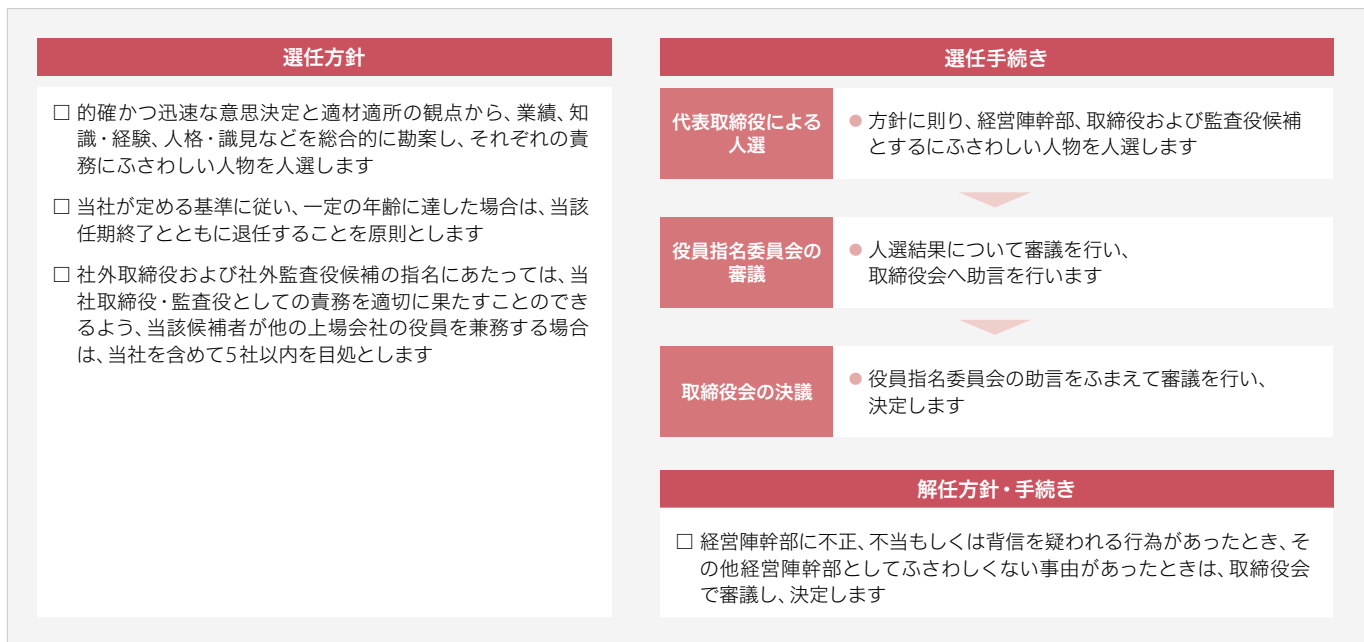 選任方針
□ 的確かつ迅速な意思決定と適材適所の観点から、業績、知
識・経験、人格・識見などを総合的に勘案し、それぞれの責
務にふさわしい人物を人選します
□ 当社が定める基準に従い、一定の年齢に達した場合は、当該
任期終了とともに退任することを原則とします
□ 社外取締役および社外監査役候補の指名にあたっては、当
社取締役・監査役としての責務を適切に果たすことのでき
るよう、当該候補者が他の上場会社の役員を兼務する場合
は、当社を含めて5社以内を目処とします
選任手続き
代表取締役による
人選
● 方針に則り、経営陣幹部、取締役および監査役候補
とするにふさわしい人物を人選します
役員指名委員会の
審議
● 人選結果について審議を行い、
取締役会へ助言を行います
取締役会の決議
● 役員指名委員会の助言をふまえて審議を行い、
決定します
解任方針・手続き
□ 経営陣幹部に不正、不当もしくは背信を疑われる行為があったとき、そ
の他経営陣幹部としてふさわしくない事由があったときは、取締役会
で審議し、決定します